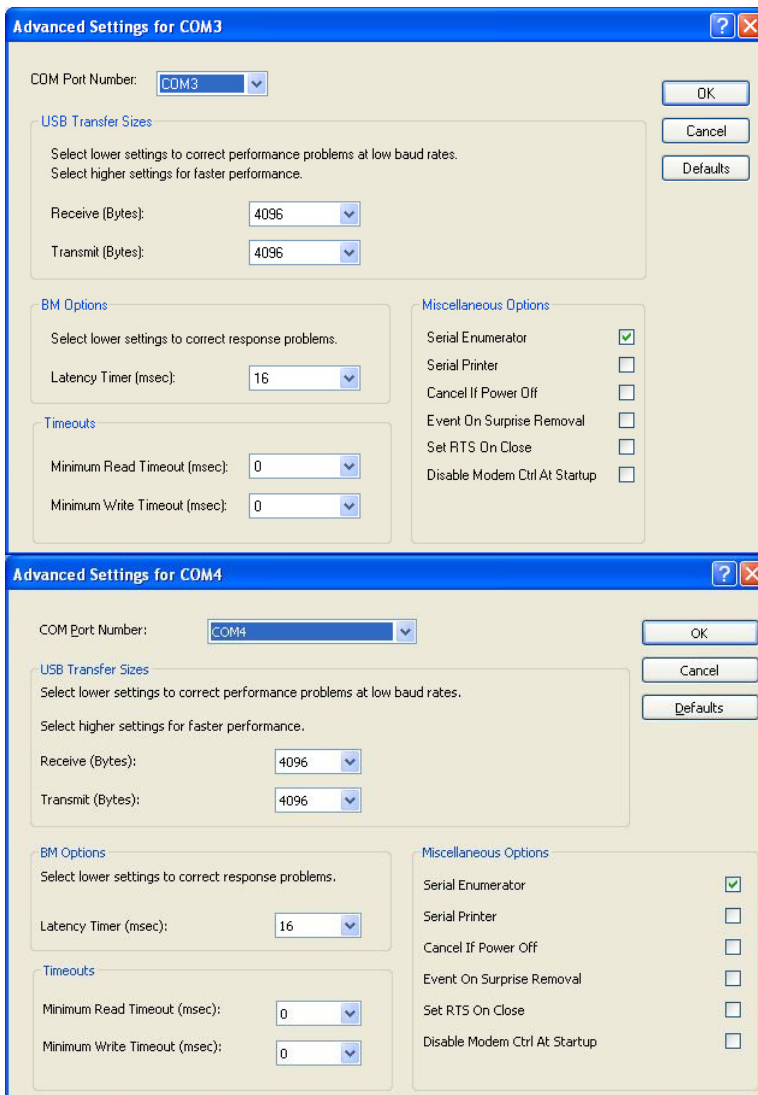 Advanced Settings for COM3
?
COM Port Number: COM3
OK
USB Transfer Sizes
Cancel
Select lower settings to correct performance problems at low baud rates.
Select higher settings for faster performance.
Defaults
Receive (Bytes): 4096
Transmit (Bytes): 4096
BM Options
Select lower settings to correct response problems.
Latency Timer (msec): 16
Timeouts
Minimum Read Timeout (msec): 0
Minimum Write Timeout (msec): 0
Miscellaneous Options
Serial Enumerator
Serial Printer
Cancel If Power Off
Event On Surprise Removal
Set RTS On Close
Disable Modem Ctrl At Startup
Advanced Settings for COM4
?
COM Port Number: COM4
OK
USB Transfer Sizes
Cancel
Select lower settings to correct performance problems at low baud rates.
Defaults
Select higher settings for faster performance.
Receive (Bytes): 4096
Transmit (Bytes): 4096
BM Options
Select lower settings to correct response problems.
Latency Timer (msec): 16
Timeouts
Minimum Read Timeout (msec): 0
Minimum Write Timeout (msec): 0
Miscellaneous Options
Serial Enumerator
Serial Printer
Cancel If Power Off
Event On Surprise Removal
Set RTS On Close
Disable Modem Ctrl At Startup